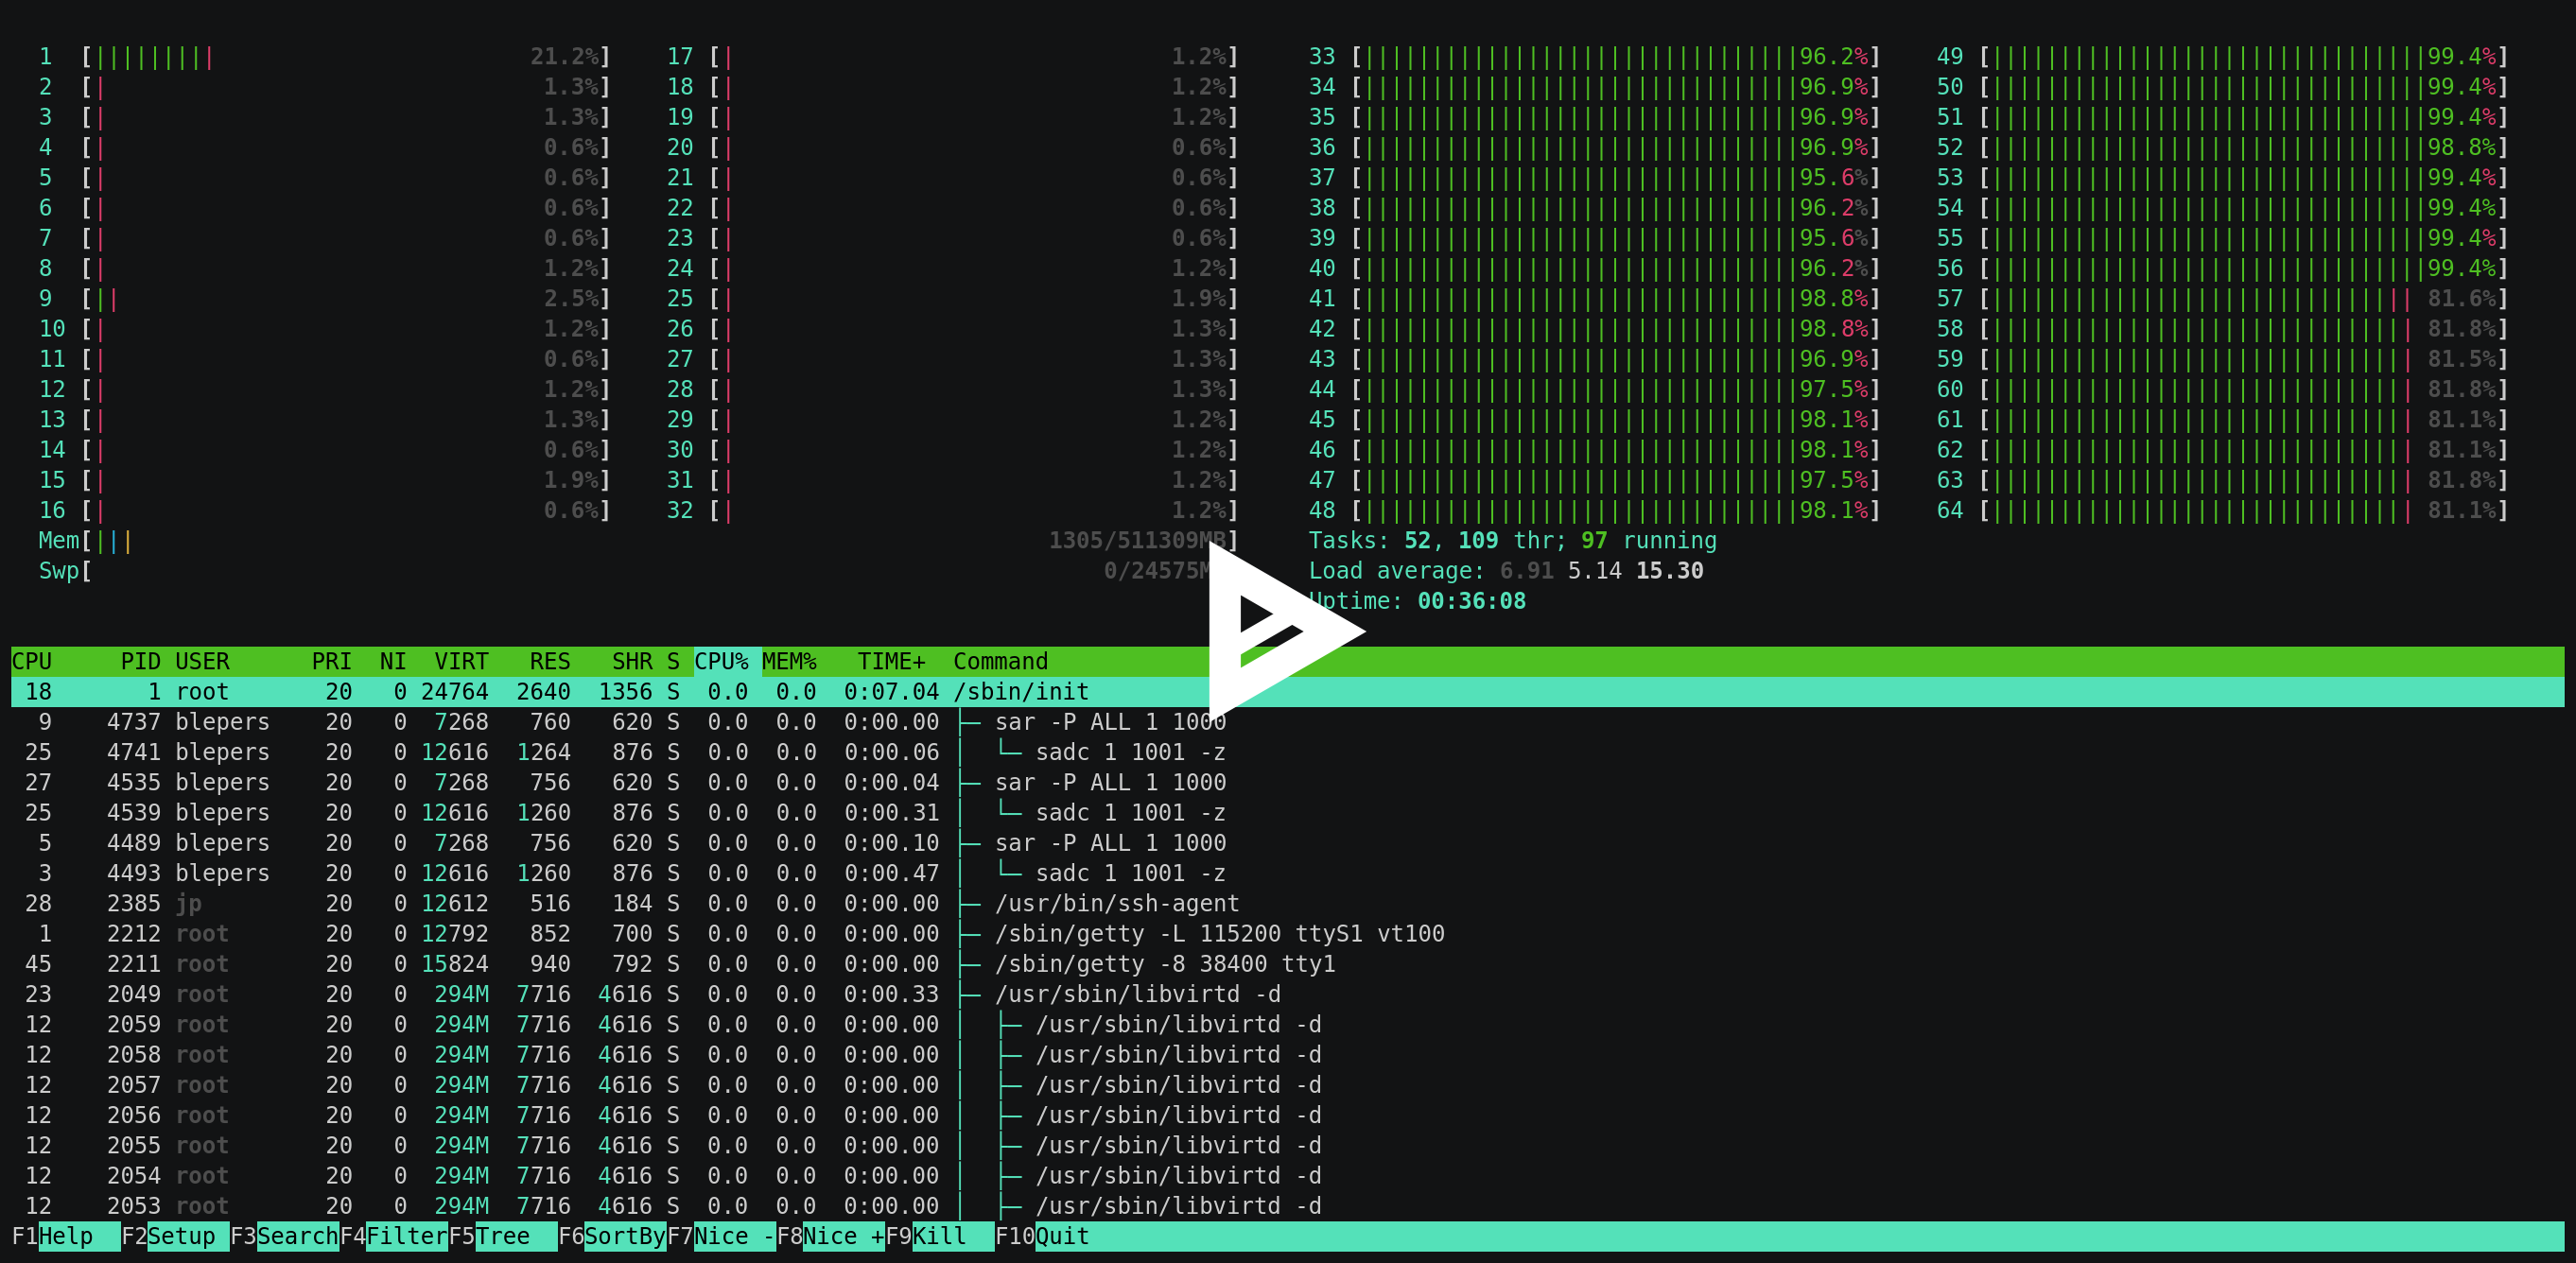 1 [||||||||| 21.2%] 17 [| 1.2%] 33 [||||||||||||||||||||||||||||||||96.2%] 49 [||||||||||||||||||||||||||||||||99.4%]
2 [| 1.3%] 18 [| 1.2%] 34 [||||||||||||||||||||||||||||||||96.9%] 50 [||||||||||||||||||||||||||||||||99.4%]
3 [| 1.3%] 19 [| 1.2%] 35 [||||||||||||||||||||||||||||||||96.9%] 51 [||||||||||||||||||||||||||||||||99.4%]
4 [| 0.6%] 20 [| 0.6%] 36 [||||||||||||||||||||||||||||||||96.9%] 52 [||||||||||||||||||||||||||||||||98.8%]
5 [| 0.6%] 21 [| 0.6%] 37 [||||||||||||||||||||||||||||||||95.6%] 53 [||||||||||||||||||||||||||||||||99.4%]
6 [| 0.6%] 22 [| 0.6%] 38 [||||||||||||||||||||||||||||||||96.2%] 54 [||||||||||||||||||||||||||||||||99.4%]
7 [| 0.6%] 23 [| 0.6%] 39 [||||||||||||||||||||||||||||||||95.6%] 55 [||||||||||||||||||||||||||||||||99.4%]
8 [| 1.2%] 24 [| 1.2%] 40 [||||||||||||||||||||||||||||||||96.2%] 56 [||||||||||||||||||||||||||||||||99.4%]
9 [|| 2.5%] 25 [| 1.9%] 41 [||||||||||||||||||||||||||||||||98.8%] 57 [||||||||||||||||||||||||||||||| 81.6%]
10 [| 1.2%] 26 [| 1.3%] 42 [||||||||||||||||||||||||||||||||98.8%] 58 [||||||||||||||||||||||||||||||| 81.8%]
11 [| 0.6%] 27 [| 1.3%] 43 [||||||||||||||||||||||||||||||||96.9%] 59 [||||||||||||||||||||||||||||||| 81.5%]
12 [| 1.2%] 28 [| 1.3%] 44 [||||||||||||||||||||||||||||||||97.5%] 60 [||||||||||||||||||||||||||||||| 81.8%]
13 [| 1.3%] 29 [| 1.2%] 45 [||||||||||||||||||||||||||||||||98.1%] 61 [||||||||||||||||||||||||||||||| 81.1%]
14 [| 0.6%] 30 [| 1.2%] 46 [||||||||||||||||||||||||||||||||98.1%] 62 [||||||||||||||||||||||||||||||| 81.1%]
15 [| 1.9%] 31 [| 1.2%] 47 [||||||||||||||||||||||||||||||||97.5%] 63 [||||||||||||||||||||||||||||||| 81.8%]
16 [| 0.6%] 32 [| 1.2%] 48 [||||||||||||||||||||||||||||||||98.1%] 64 [||||||||||||||||||||||||||||||| 81.1%]
Mem[||| 1305/511309MB] Tasks: 52, 109 thr; 97 running
Swp[ 0/24575M Load average: 6.91 5.14 15.30
Uptime: 00:36:08
CPU PID USER PRI NI VIRT RES SHR S CPU% MEM% TIME+ Command
18 1 root 20 0 24764 2640 1356 S 0.0 0.0 0:07.04 /sbin/init
9 4737 blepers 20 0 7268 760 620 S 0.0 0.0 0:00.00 ├─ sar -P ALL 1 1000
25 4741 blepers 20 0 12616 1264 876 S 0.0 0.0 0:00.06 │ └─ sadc 1 1001 -z
27 4535 blepers 20 0 7268 756 620 S 0.0 0.0 0:00.04 ├─ sar -P ALL 1 1000
25 4539 blepers 20 0 12616 1260 876 S 0.0 0.0 0:00.31 │ └─ sadc 1 1001 -z
5 4489 blepers 20 0 7268 756 620 S 0.0 0.0 0:00.10 ├─ sar -P ALL 1 1000
3 4493 blepers 20 0 12616 1260 876 S 0.0 0.0 0:00.47 │ └─ sadc 1 1001 -z
28 2385 jp 20 0 12612 516 184 S 0.0 0.0 0:00.00 ├─ /usr/bin/ssh-agent
1 2212 root 20 0 12792 852 700 S 0.0 0.0 0:00.00 ├─ /sbin/getty -L 115200 ttyS1 vt100
45 2211 root 20 0 15824 940 792 S 0.0 0.0 0:00.00 ├─ /sbin/getty -8 38400 tty1
23 2049 root 20 0 294M 7716 4616 S 0.0 0.0 0:00.33 ├─ /usr/sbin/libvirtd -d
12 2059 root 20 0 294M 7716 4616 S 0.0 0.0 0:00.00 │ ├─ /usr/sbin/libvirtd -d
12 2058 root 20 0 294M 7716 4616 S 0.0 0.0 0:00.00 │ ├─ /usr/sbin/libvirtd -d
12 2057 root 20 0 294M 7716 4616 S 0.0 0.0 0:00.00 │ ├─ /usr/sbin/libvirtd -d
12 2056 root 20 0 294M 7716 4616 S 0.0 0.0 0:00.00 │ ├─ /usr/sbin/libvirtd -d
12 2055 root 20 0 294M 7716 4616 S 0.0 0.0 0:00.00 │ ├─ /usr/sbin/libvirtd -d
12 2054 root 20 0 294M 7716 4616 S 0.0 0.0 0:00.00 │ ├─ /usr/sbin/libvirtd -d
12 2053 root 20 0 294M 7716 4616 S 0.0 0.0 0:00.00 │ ├─ /usr/sbin/libvirtd -d
F1Help F2Setup F3SearchF4FilterF5Tree F6SortByF7Nice -F8Nice +F9Kill F10Quit